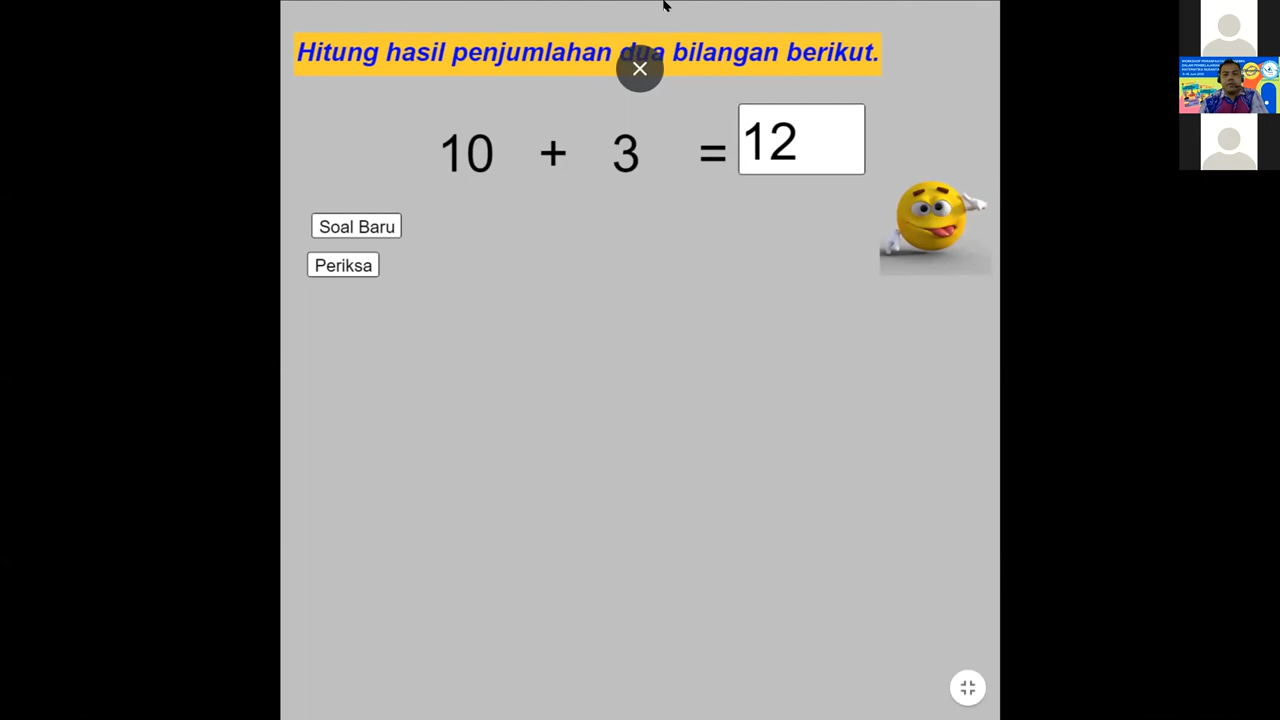 Hitung hasil penjumlahan dua bilangan berikut.
10 + 3 = 12
Soal Baru
Periksa